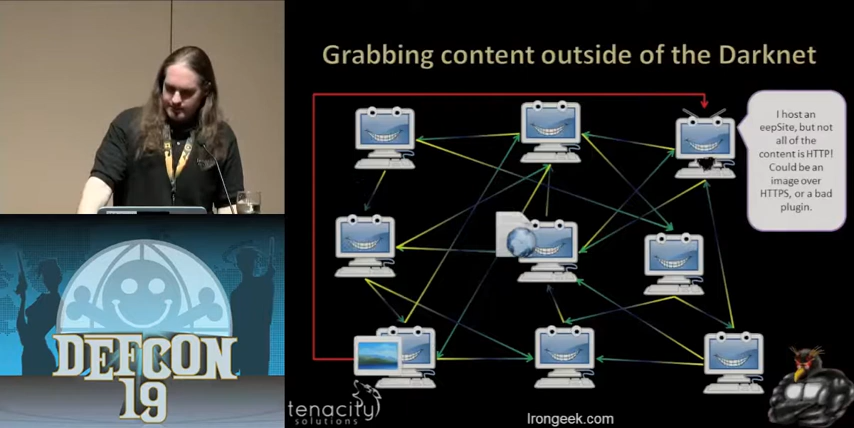 Grabbing content outside of the Darknet
I host an
eepSite, but not
all of the
content is HTTP!
Could be an
image over
HTTPS, or a bad
plugin.
DEFCON
19
tenacity
solutions
Irongeek.com